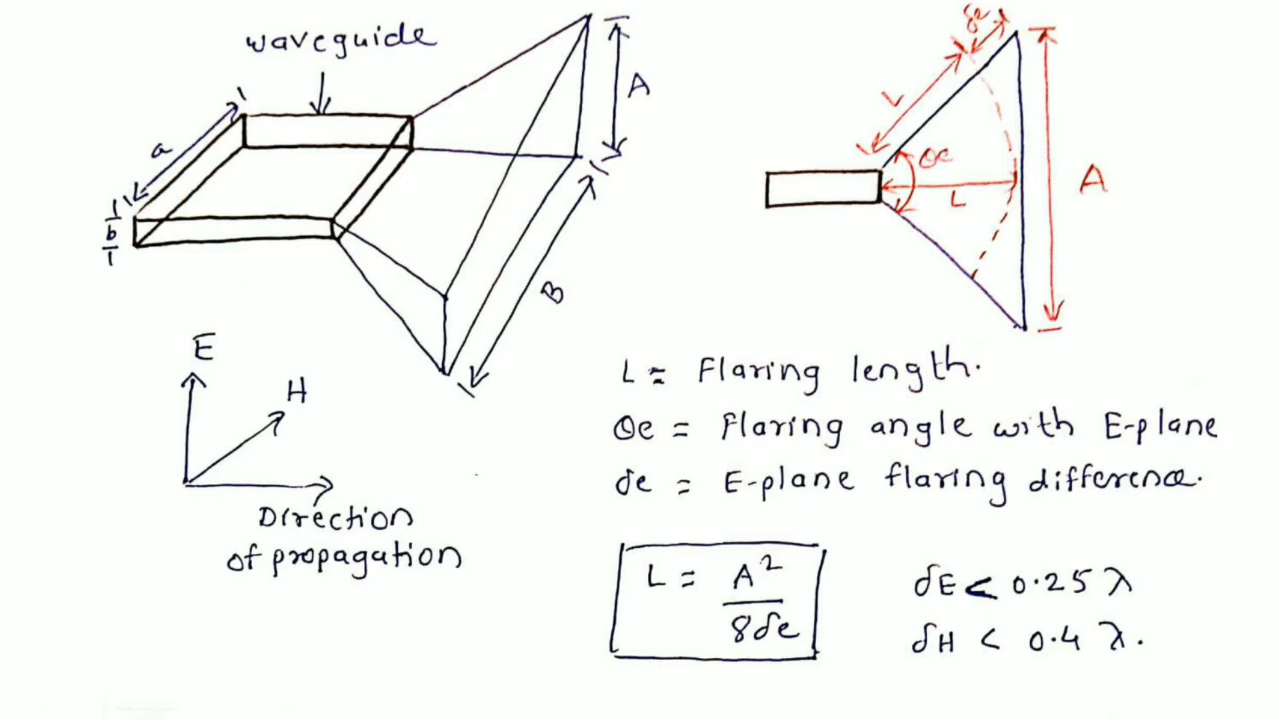 waveguide
A
a
b
B
δe
L
θe
L
A
E
H
Direction
of propagation
L = Flaring length.
θe = Flaring angle with E-plane
δe = E-plane flaring difference.
L = A²
8δe
δE < 0.25 λ
δH < 0.4 λ.